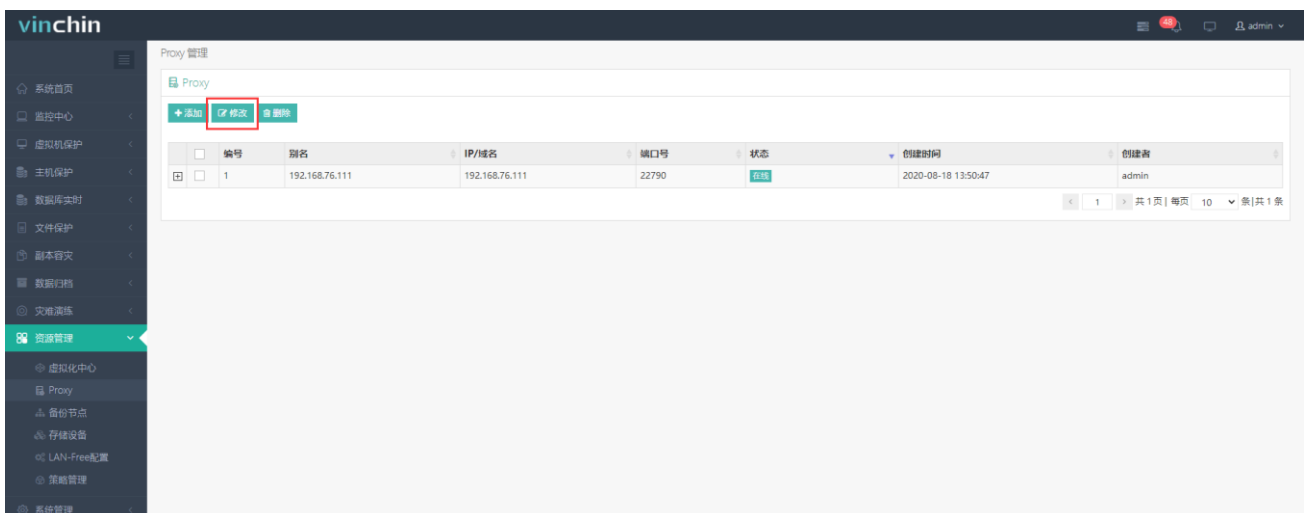 vinchin
48
admin
Proxy 管理
Proxy
添加
修改
删除
编号 别名 IP/域名 端口号 状态 创建时间 创建者
1 192.168.76.111 192.168.76.111 22790 在线 2020-08-18 13:50:47 admin
1 共 1 页 | 每页 10 条 | 共 1 条
系统首页
监控中心
虚拟机保护
主机保护
数据库实时
文件保护
副本容灾
数据归档
灾难演练
资源管理
虚拟化中心
Proxy
备份节点
存储设备
LAN-Free配置
策略管理
系统管理